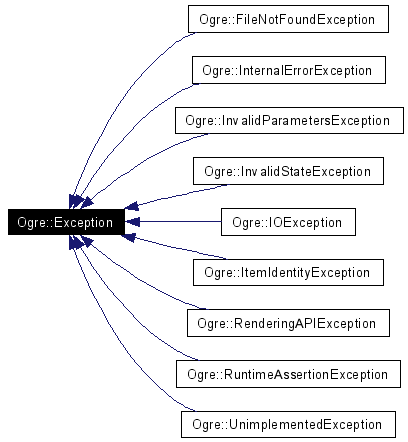 Ogre::FileNotFoundException
Ogre::InternalErrorException
Ogre::InvalidParametersException
Ogre::InvalidStateException
Ogre::Exception
Ogre::IOException
Ogre::ItemIdentityException
Ogre::RenderingAPIException
Ogre::RuntimeAssertionException
Ogre::UnimplementedException